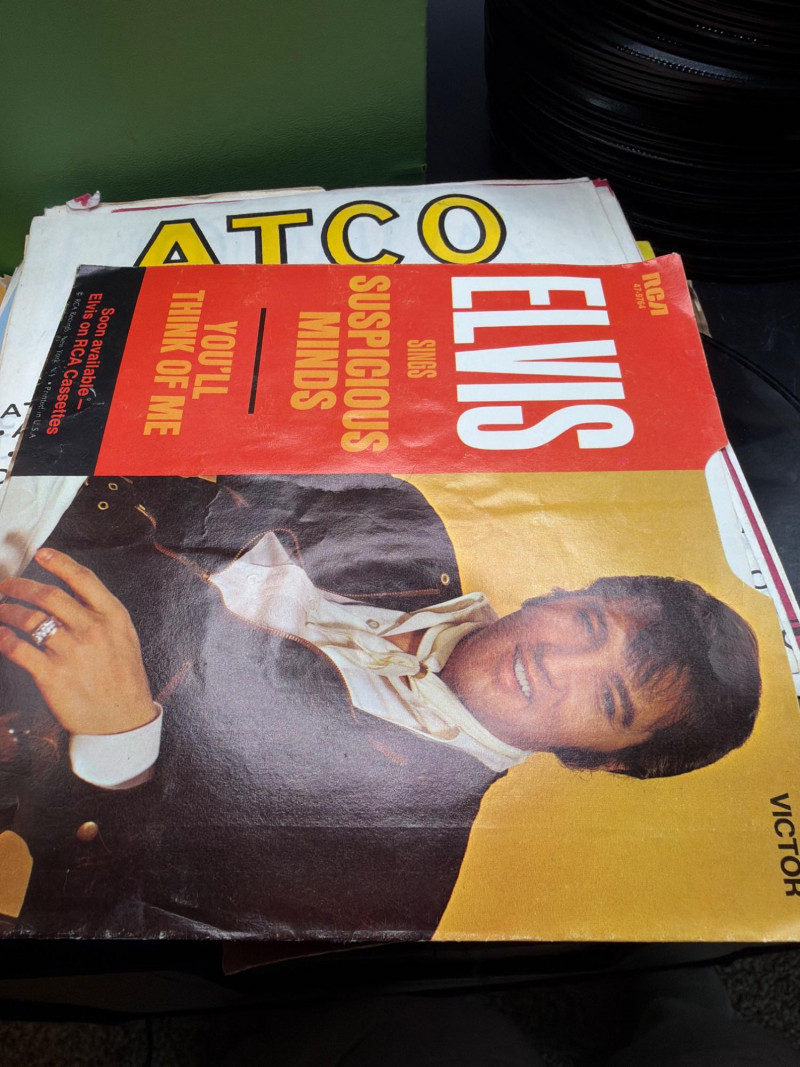 ATCO
RCA
47-9764
ELVIS
SINGS
SUSPICIOUS
MINDS
YOU'LL
THINK OF ME
Soon available—
Elvis on RCA Cassettes
Printed in U.S.A.
VICTOR